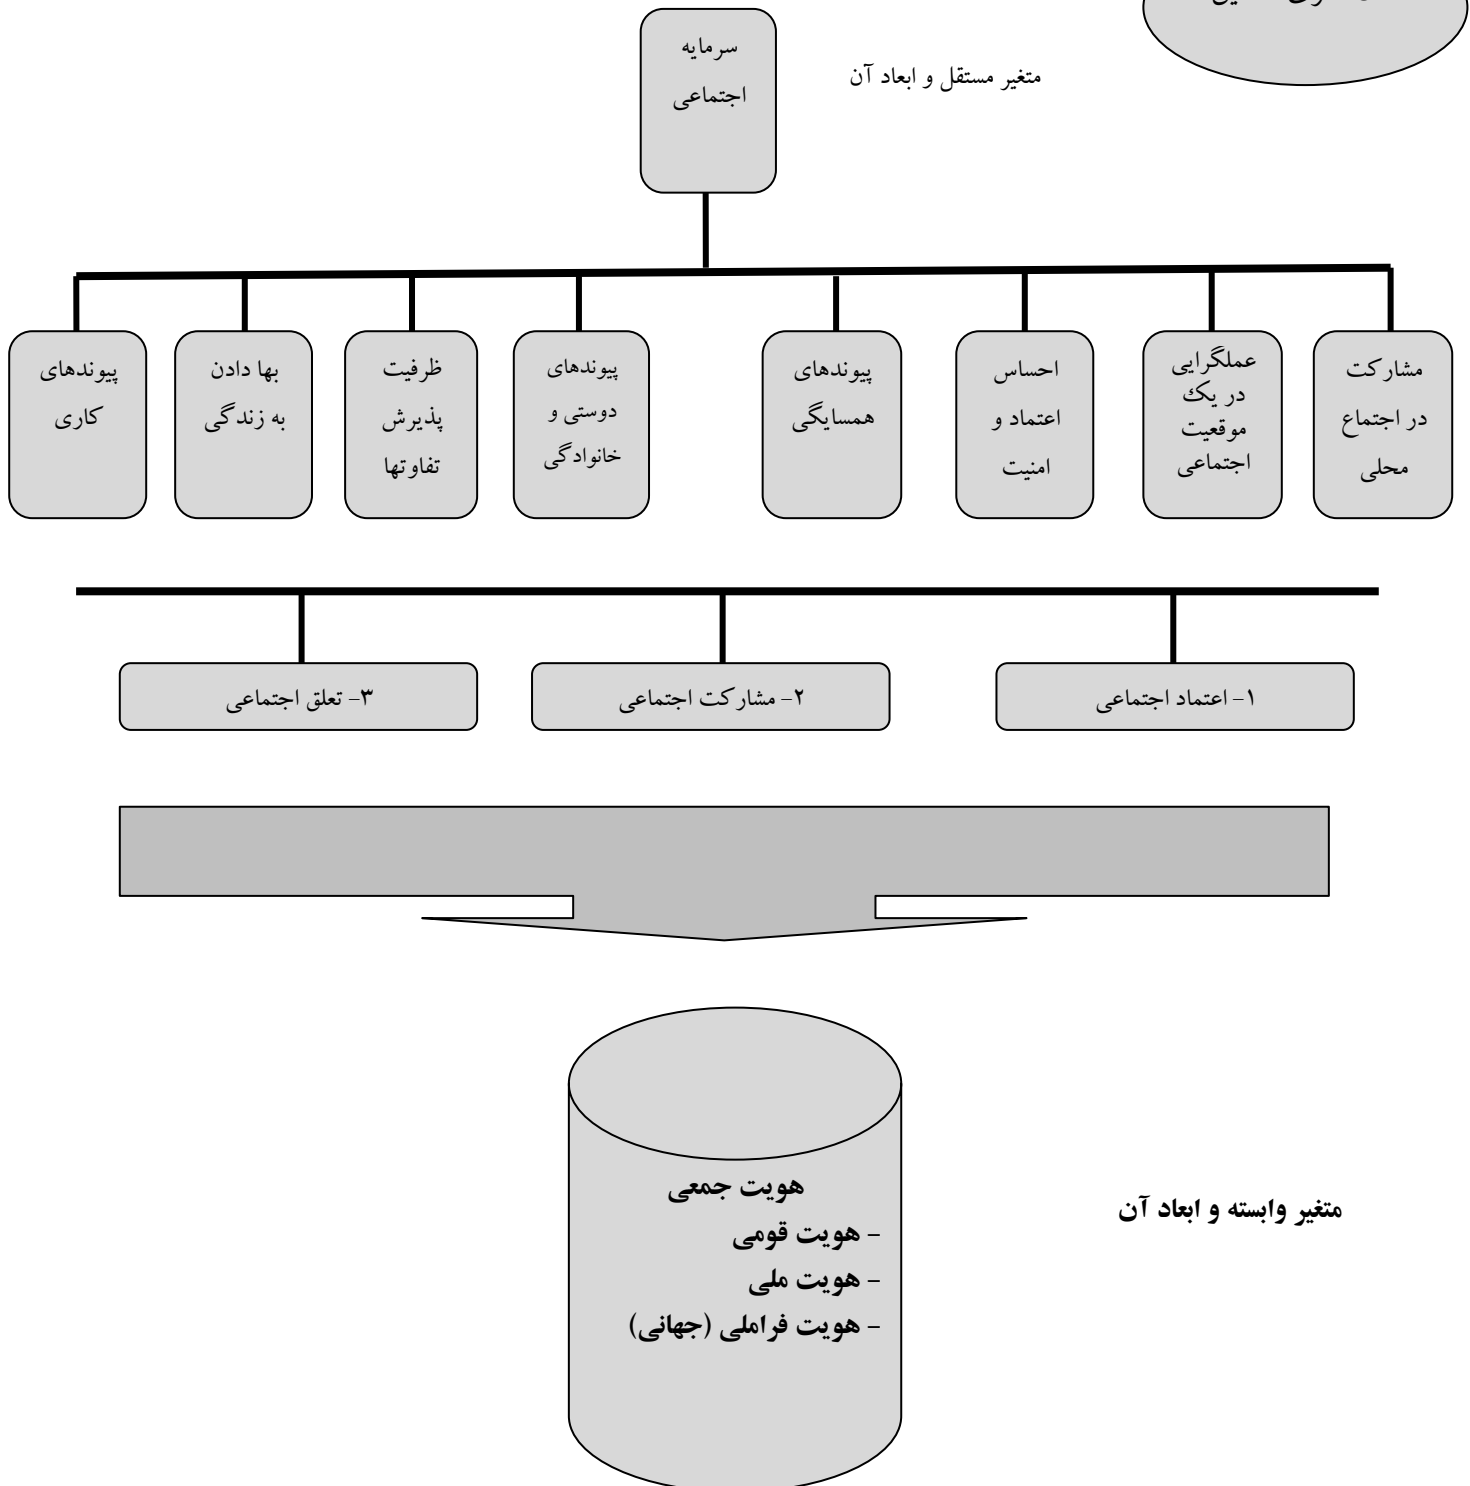 سرمایه
اجتماعی
متغیر مستقل و ابعاد آن
مشارکت
در اجتماع
محلی
عملگرایی
در یک
موقعیت
اجتماعی
احساس
اعتماد و
امنیت
پیوندهای
همسایگی
پیوندهای
دوستی و
خانوادگی
ظرفیت
پذیرش
تفاوتها
بها دادن
به زندگی
پیوندهای
کاری
۱- اعتماد اجتماعی
۲- مشارکت اجتماعی
۳- تعلق اجتماعی
هویت جمعی
- هویت قومی
- هویت ملی
- هویت فراملی (جهانی)
متغیر وابسته و ابعاد آن